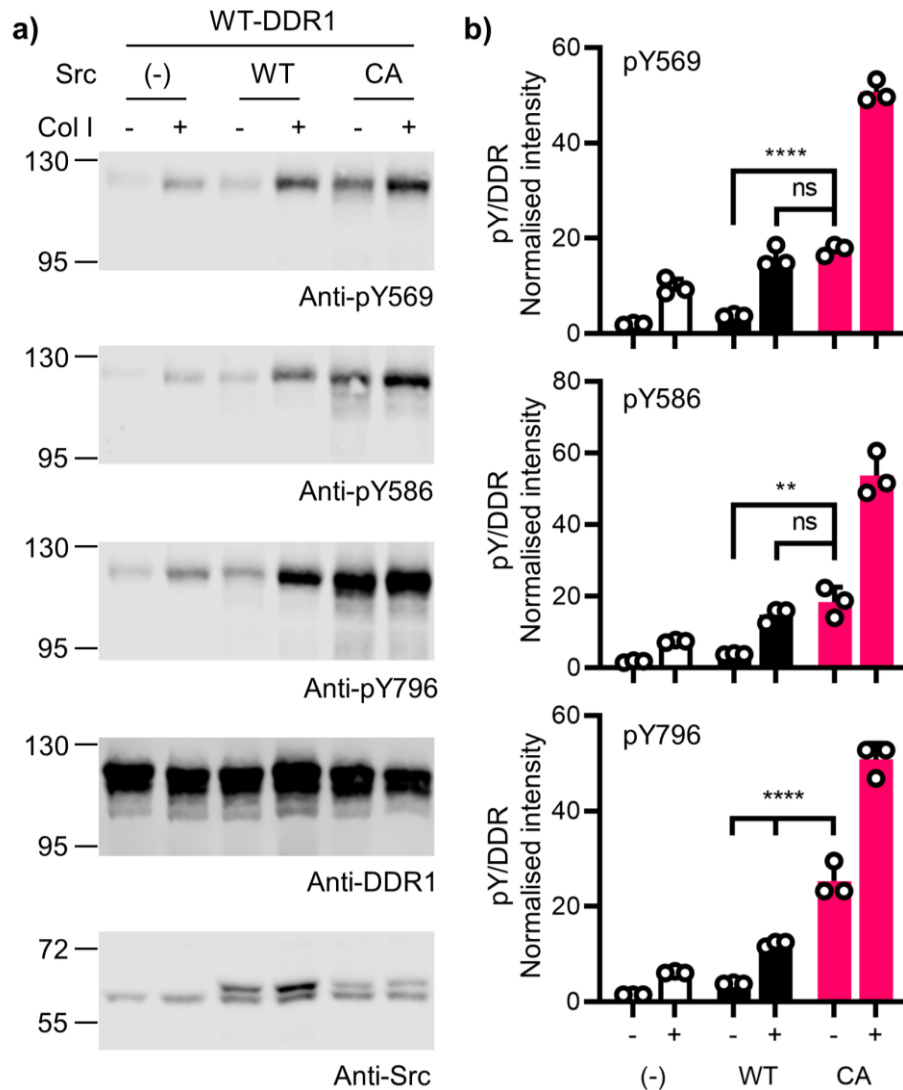 a)
WT-DDR1
Src (-) WT CA
Col I - + - + - +
130
95
Anti-pY569
130
95
Anti-pY586
130
95
Anti-pY796
130
95
Anti-DDR1
72
55
Anti-Src
b)
pY569
pY/DDR
Normalised intensity
60
40
20
0
****
ns
pY586
pY/DDR
Normalised intensity
80
60
40
20
0
**
ns
pY796
pY/DDR
Normalised intensity
60
40
20
0
****
- + - + - +
(-) WT CA